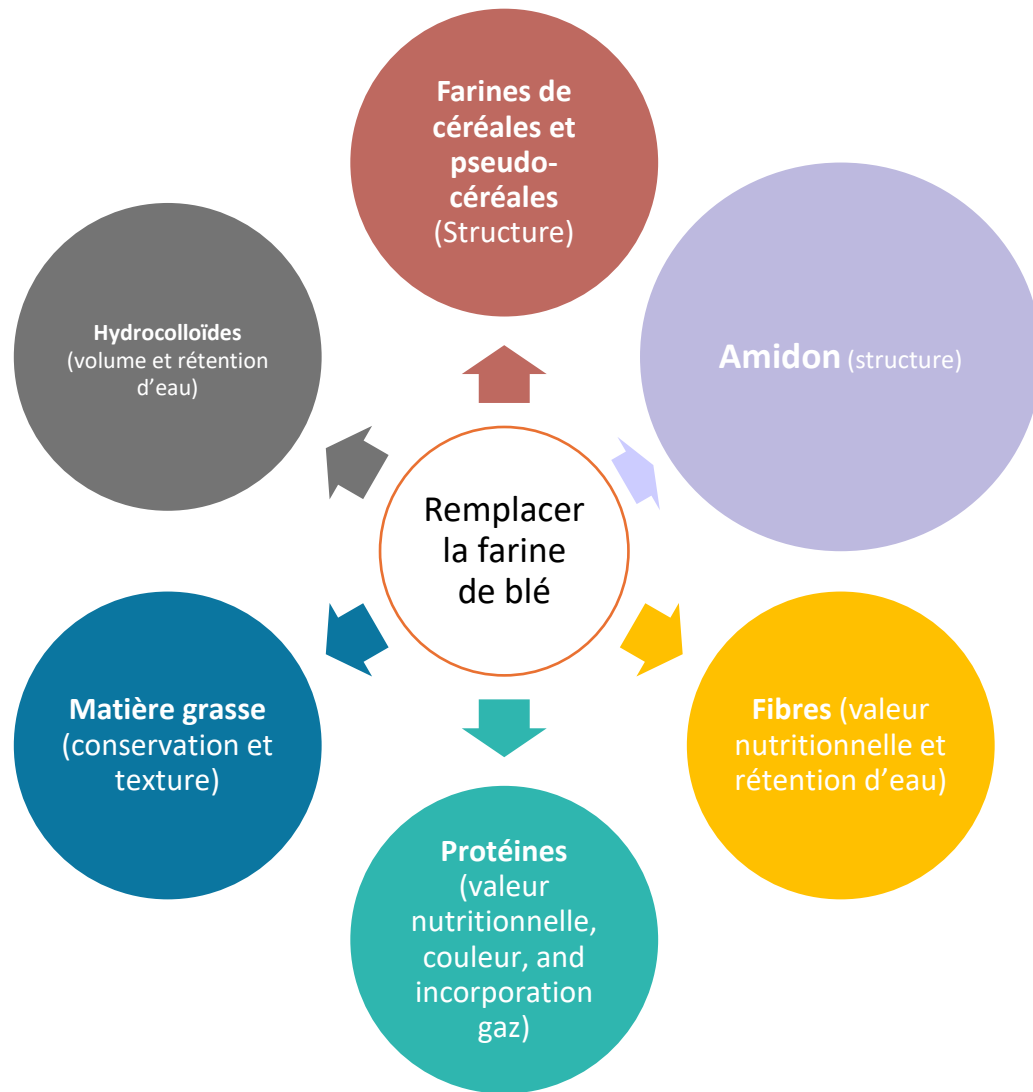 Farines de
céréales et
pseudo-
céréales
(Structure)
Amidon (structure)
Fibres (valeur
nutritionnelle et
rétention d’eau)
Protéines
(valeur
nutritionnelle,
couleur, and
incorporation
gaz)
Matière grasse
(conservation et
texture)
Hydrocolloïdes
(volume et rétention
d’eau)
Remplacer
la farine
de blé